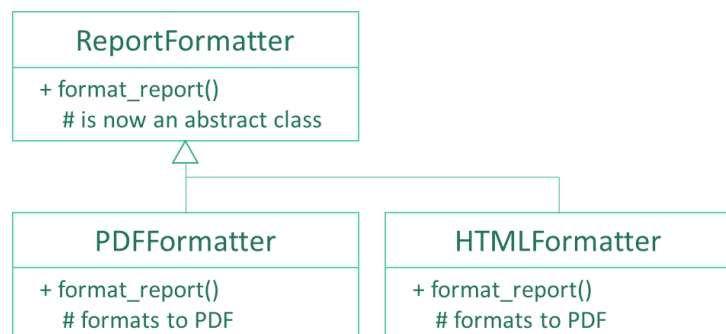 ReportFormatter
+ format_report()
# is now an abstract class
PDFFormatter
+ format_report()
# formats to PDF
HTMLFormatter
+ format_report()
# formats to PDF